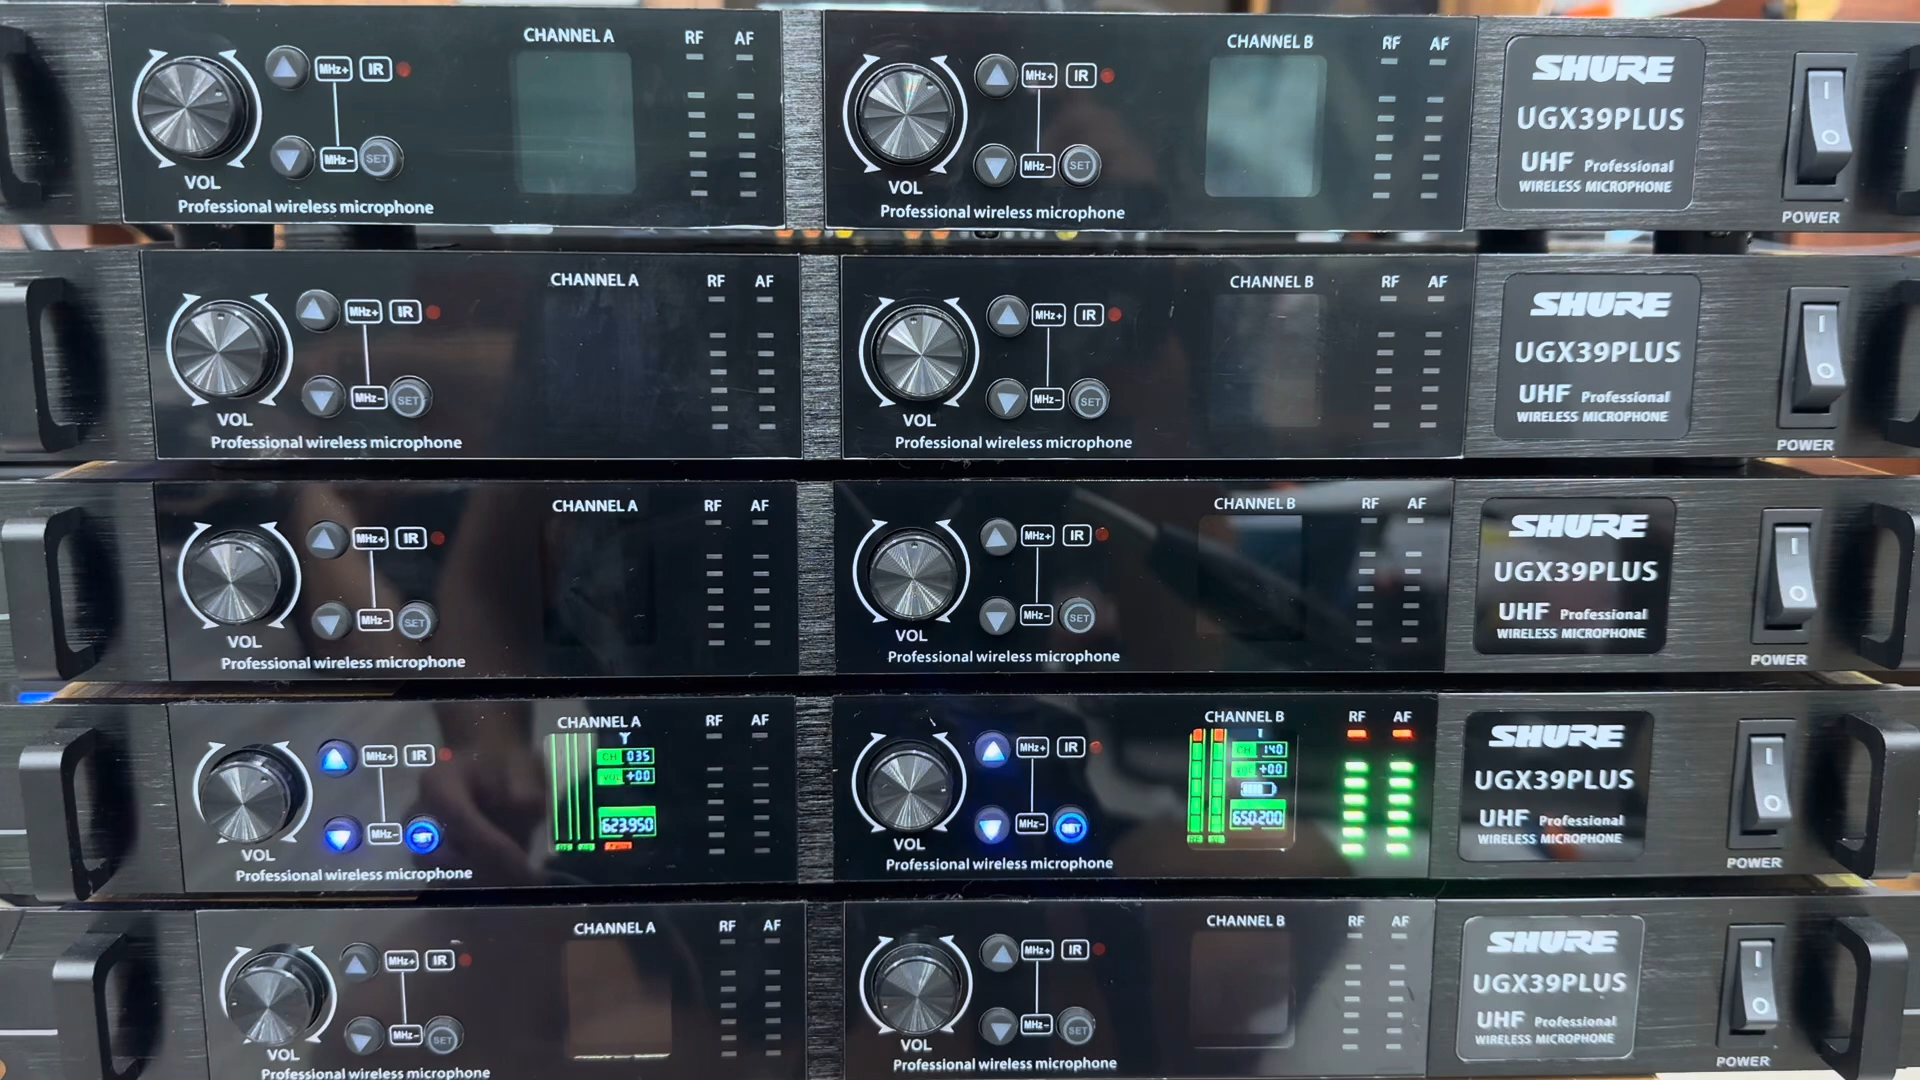 CHANNEL A RF AF CHANNEL B RF AF
MHz+ IR MHz+ IR
MHz− SET MHz− SET
VOL VOL
Professional wireless microphone Professional wireless microphone
SHURE
UGX39PLUS
UHF Professional
WIRELESS MICROPHONE
POWER
CHANNEL A RF AF CHANNEL B RF AF
MHz+ IR MHz+ IR
MHz− SET MHz− SET
VOL VOL
Professional wireless microphone Professional wireless microphone
SHURE
UGX39PLUS
UHF Professional
WIRELESS MICROPHONE
POWER
CHANNEL A RF AF CHANNEL B RF AF
MHz+ IR MHz+ IR
MHz− SET MHz− SET
VOL VOL
Professional wireless microphone Professional wireless microphone
SHURE
UGX39PLUS
UHF Professional
WIRELESS MICROPHONE
POWER
CHANNEL A RF AF CHANNEL B RF AF
MHz+ IR MHz+ IR
MHz− SET MHz− SET
CH 035
VOL +00
623.950
CH 140
VOL +00
650.200
VOL VOL
Professional wireless microphone Professional wireless microphone
SHURE
UGX39PLUS
UHF Professional
WIRELESS MICROPHONE
POWER
CHANNEL A RF AF CHANNEL B RF AF
MHz+ IR MHz+ IR
MHz− SET MHz− SET
VOL VOL
Professional wireless microphone Professional wireless microphone
SHURE
UGX39PLUS
UHF Professional
WIRELESS MICROPHONE
POWER